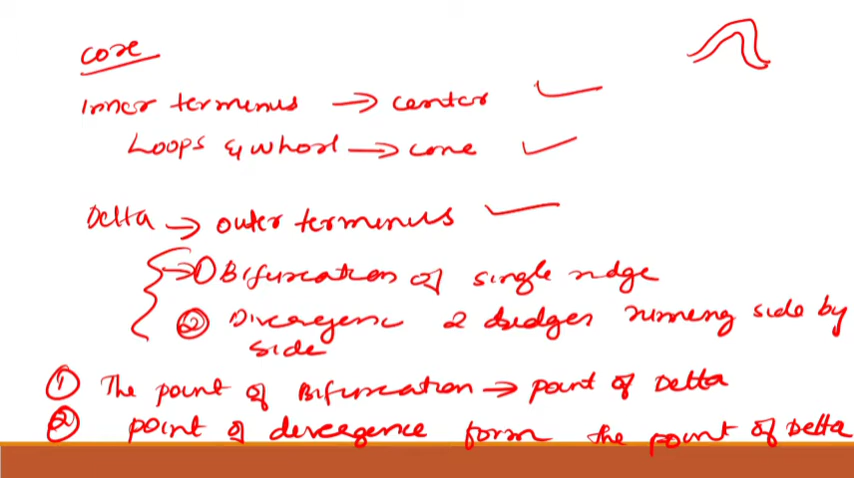 core
Inner terminus → center ✓
Loops & whorl → core ✓
Delta → outer terminus ✓
→ ① Bifurcation of single ridge
② Divergenc 2 ridges running side by
side
① The point of Bifurcation → point of Delta
② point of divergence form the point of Delta